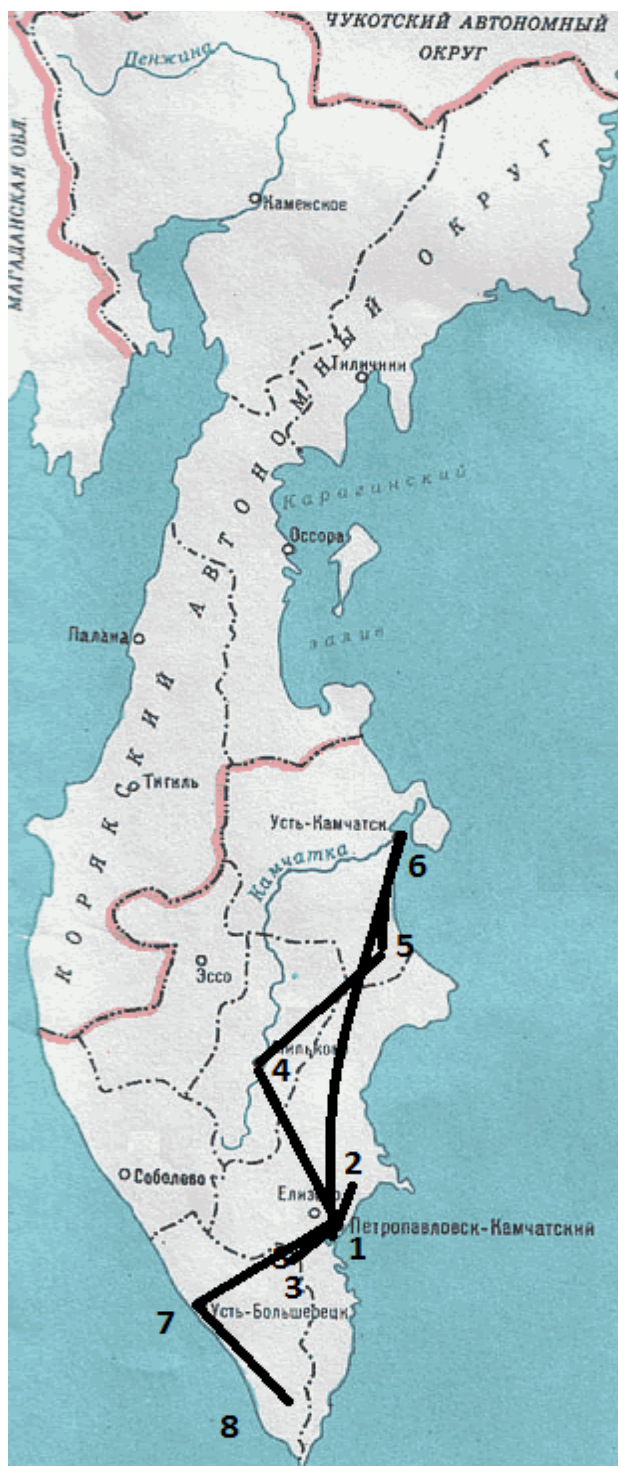 ЧУКОТСКИЙ АВТОНОМНЫЙ
ОКРУГ
Пенжина
МАГАДАНСКАЯ ОБЛ.
Каменское
КОРЯКСКИЙ АВТОНОМНЫЙ ОКРУГ
Тиличики
Карагинский
Оссора
залив
Палана
Тигиль
Усть-Камчатск
Камчатка
6
5
Эссо
4
2
Соболево
Петропавловск-Камчатский
1
3
7
Усть-Большерецк
8